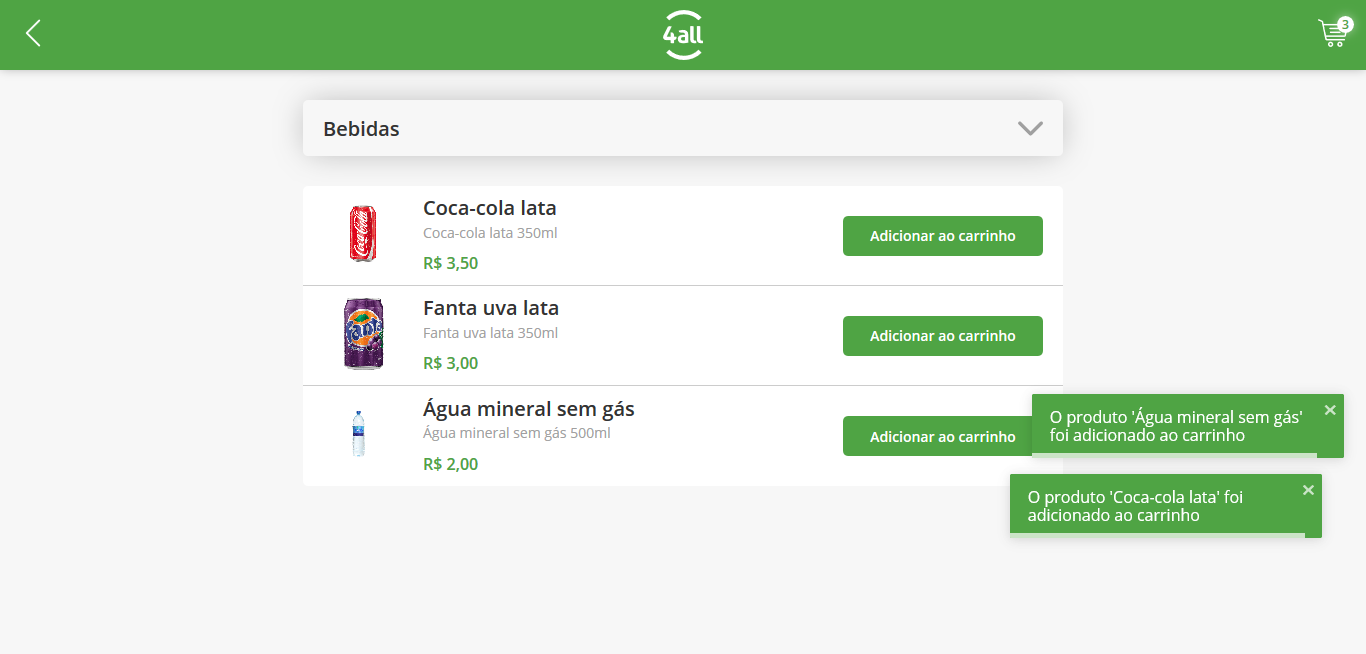 4all
3
Bebidas
Coca-cola lata
Coca-cola lata 350ml
R$ 3,50
Adicionar ao carrinho
Fanta uva lata
Fanta uva lata 350ml
R$ 3,00
Adicionar ao carrinho
Água mineral sem gás
Água mineral sem gás 500ml
R$ 2,00
Adicionar ao carrinho
O produto 'Água mineral sem gás'
foi adicionado ao carrinho
O produto 'Coca-cola lata' foi
adicionado ao carrinho
Coca-Cola
Fanta